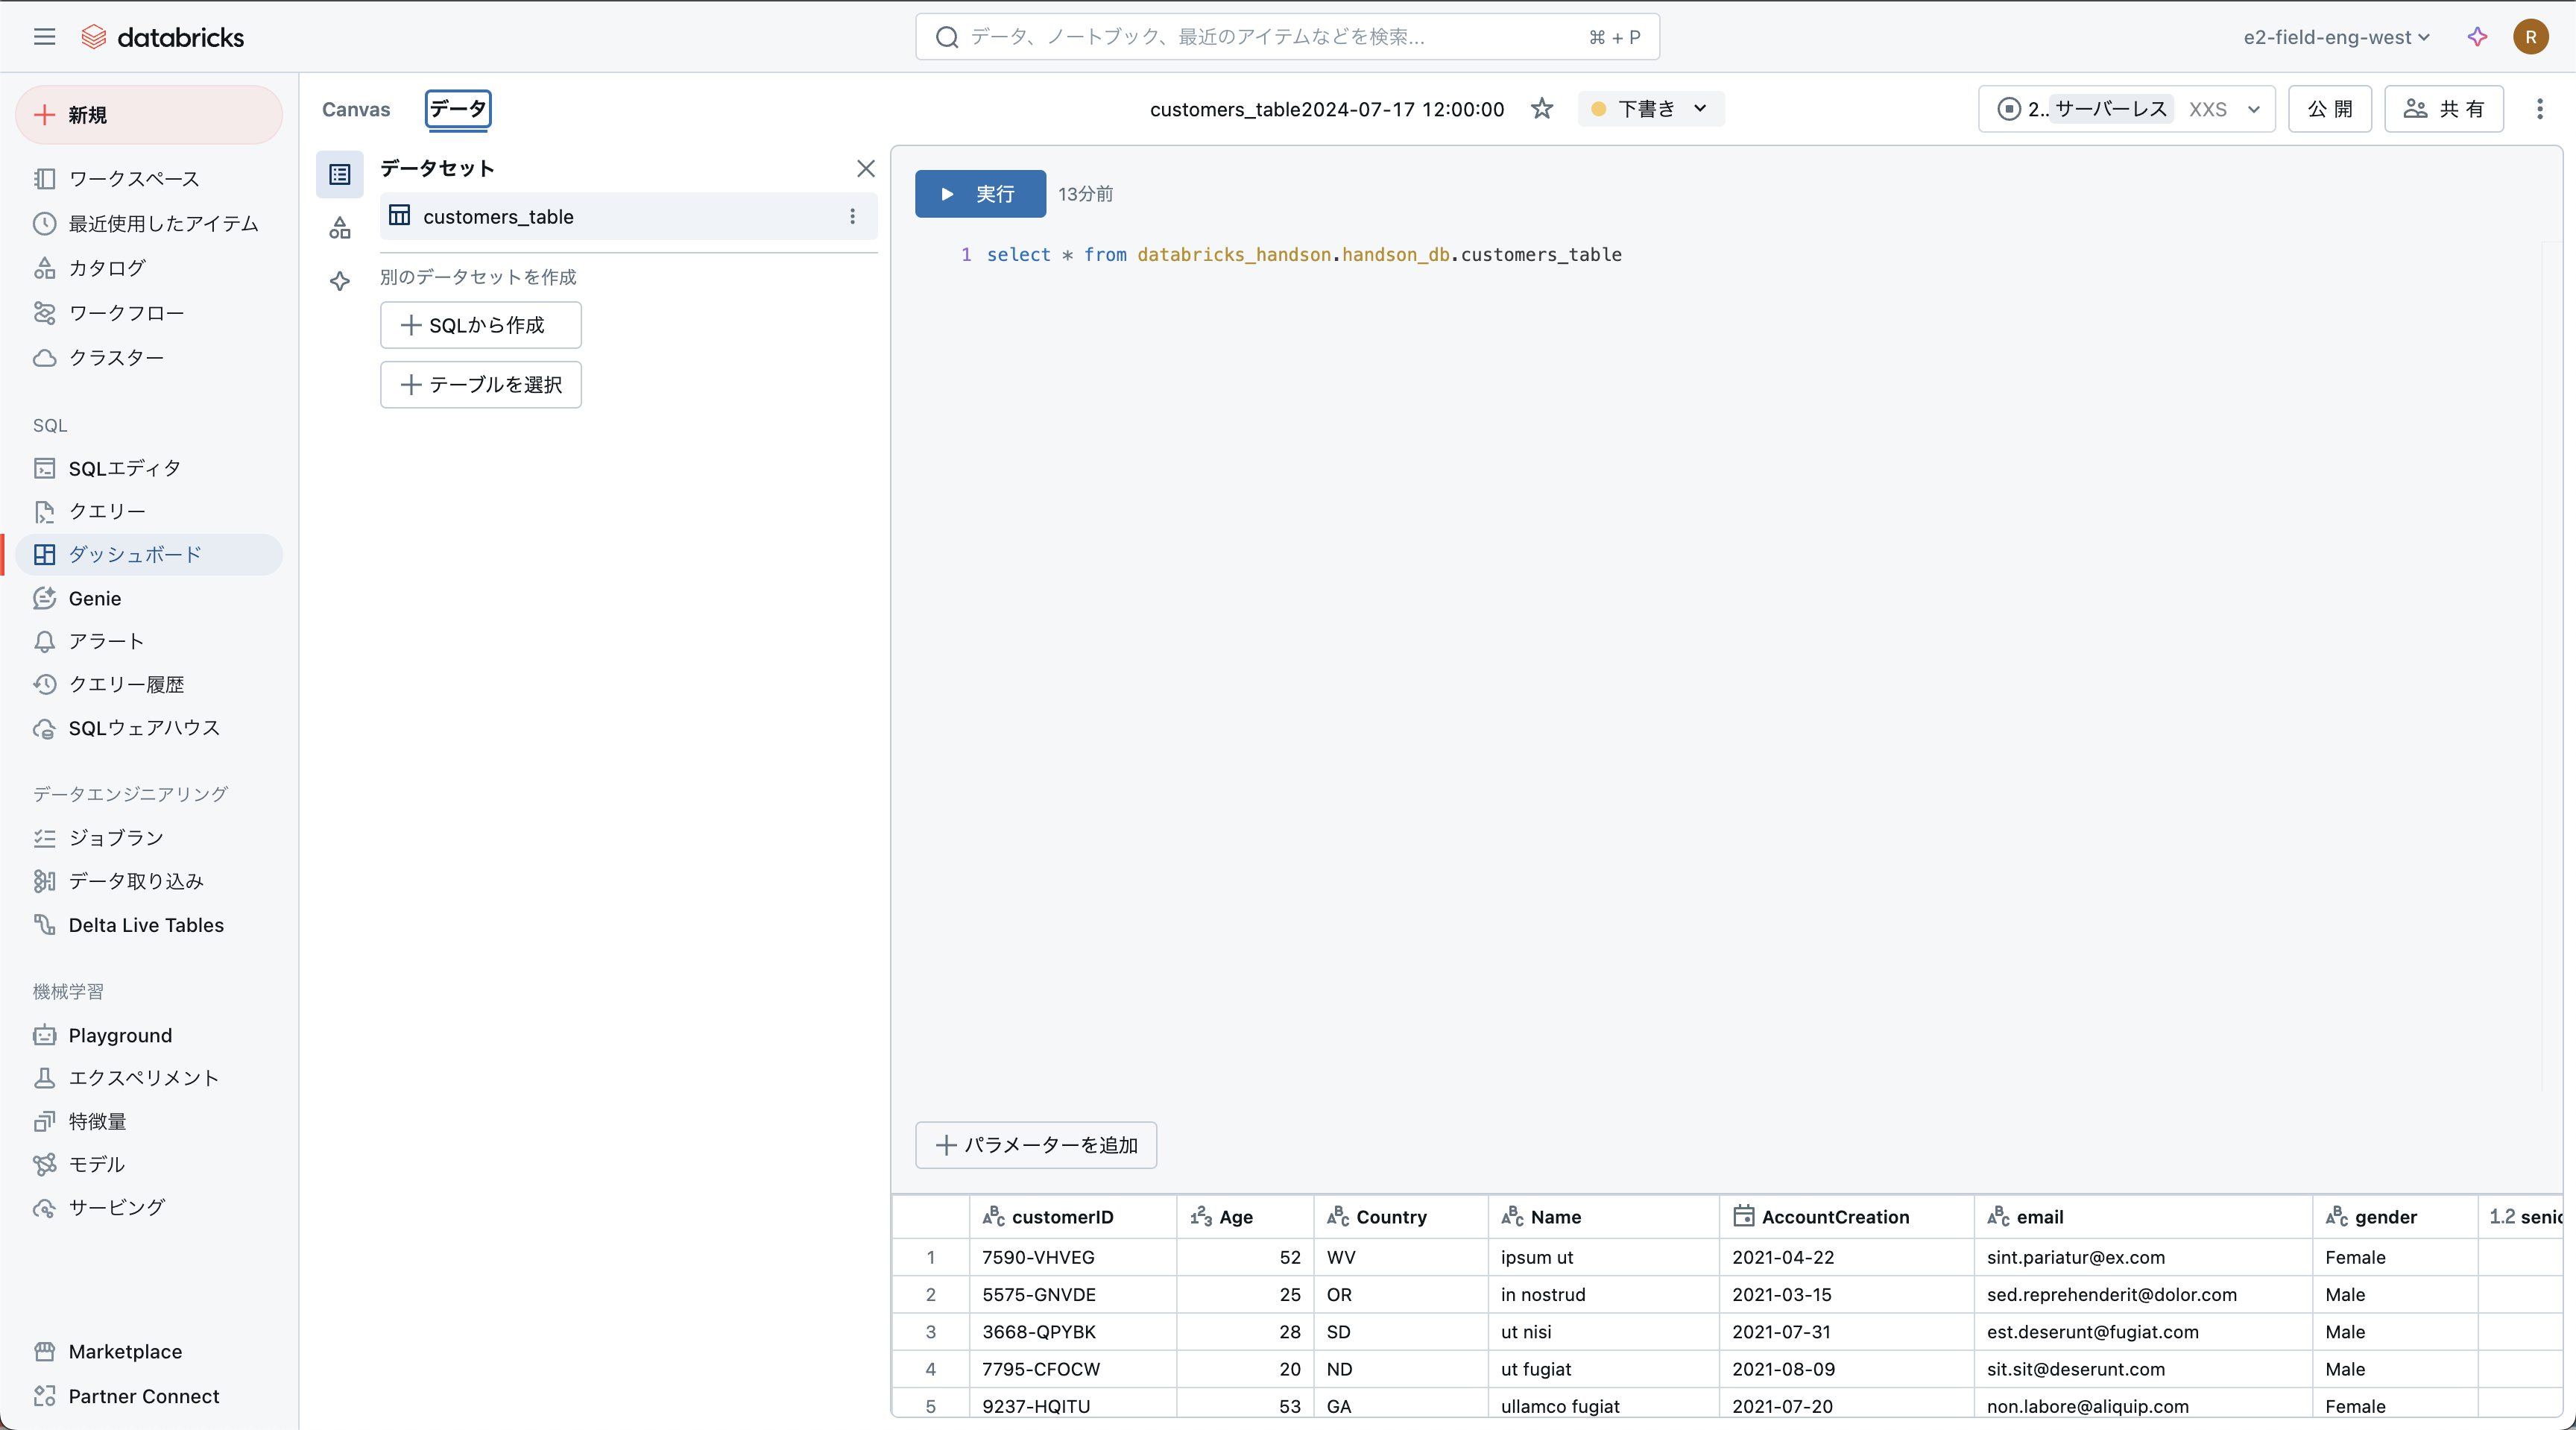 databricks
データ、ノートブック、最近のアイテムなどを検索...
⌘ + P
e2-field-eng-west
R
新規
ワークスペース
最近使用したアイテム
カタログ
ワークフロー
クラスター
SQL
SQLエディタ
クエリー
ダッシュボード
Genie
アラート
クエリー履歴
SQLウェアハウス
データエンジニアリング
ジョブラン
データ取り込み
Delta Live Tables
機械学習
Playground
エクスペリメント
特徴量
モデル
サービング
Marketplace
Partner Connect
Canvas
データ
customers_table2024-07-17 12:00:00
下書き
2.. サーバーレス XXS
公開
共有
データセット
customers_table
別のデータセットを作成
SQLから作成
テーブルを選択
実行
13分前
1 select * from databricks_handson.handson_db.customers_table
パラメーターを追加
customerID Age Country Name AccountCreation email gender 1.2 senic
1 7590-VHVEG 52 WV ipsum ut 2021-04-22 sint.pariatur@ex.com Female
2 5575-GNVDE 25 OR in nostrud 2021-03-15 sed.reprehenderit@dolor.com Male
3 3668-QPYBK 28 SD ut nisi 2021-07-31 est.deserunt@fugiat.com Male
4 7795-CFOCW 20 ND ut fugiat 2021-08-09 sit.sit@deserunt.com Male
5 9237-HQITU 53 GA ullamco fugiat 2021-07-20 non.labore@aliquip.com Female